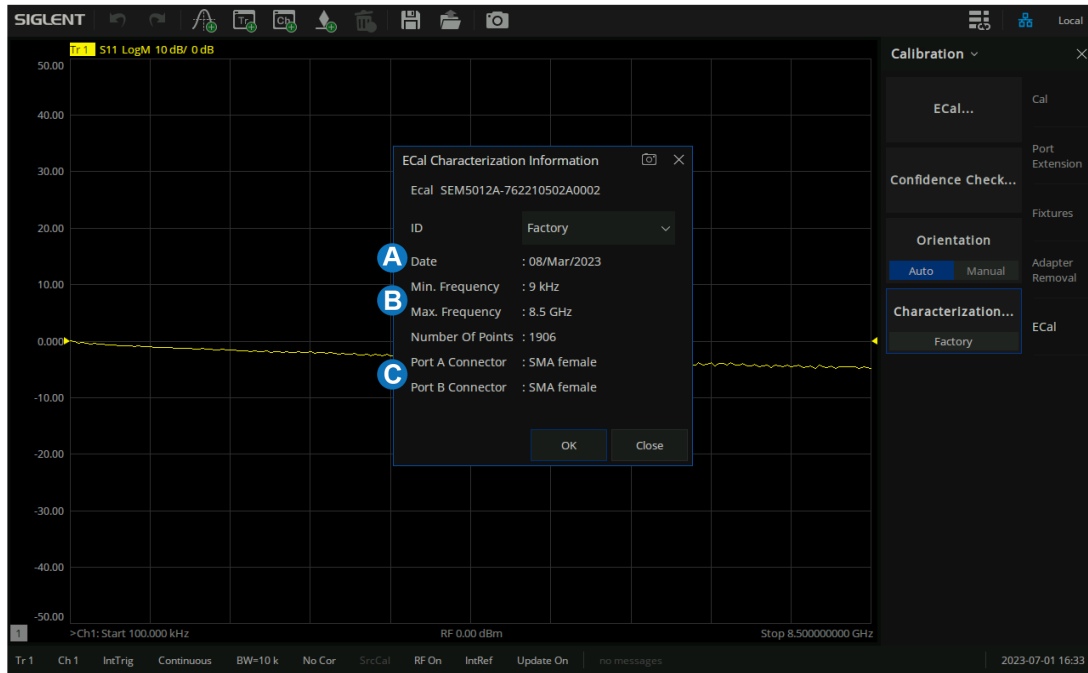 SIGLENT Tr Ch Local
Tr 1 S11 LogM 10 dB/ 0 dB
50.00
40.00
30.00
20.00
10.00
0.000
-10.00
-20.00
-30.00
-40.00
-50.00
ECal Characterization Information
Ecal SEM5012A-762210502A0002
ID Factory
A Date : 08/Mar/2023
Min. Frequency : 9 kHz
B
Max. Frequency : 8.5 GHz
Number Of Points : 1906
Port A Connector : SMA female
C
Port B Connector : SMA female
OK Close
Calibration
ECal...
Confidence Check...
Orientation
Auto Manual
Characterization...
Factory
Cal
Port
Extension
Fixtures
Adapter
Removal
ECal
1 >Ch1: Start 100.000 kHz RF 0.00 dBm Stop 8.500000000 GHz
Tr 1 Ch 1 IntTrig Continuous BW=10 k No Cor SrcCal RF On IntRef Update On no messages 2023-07-01 16:33